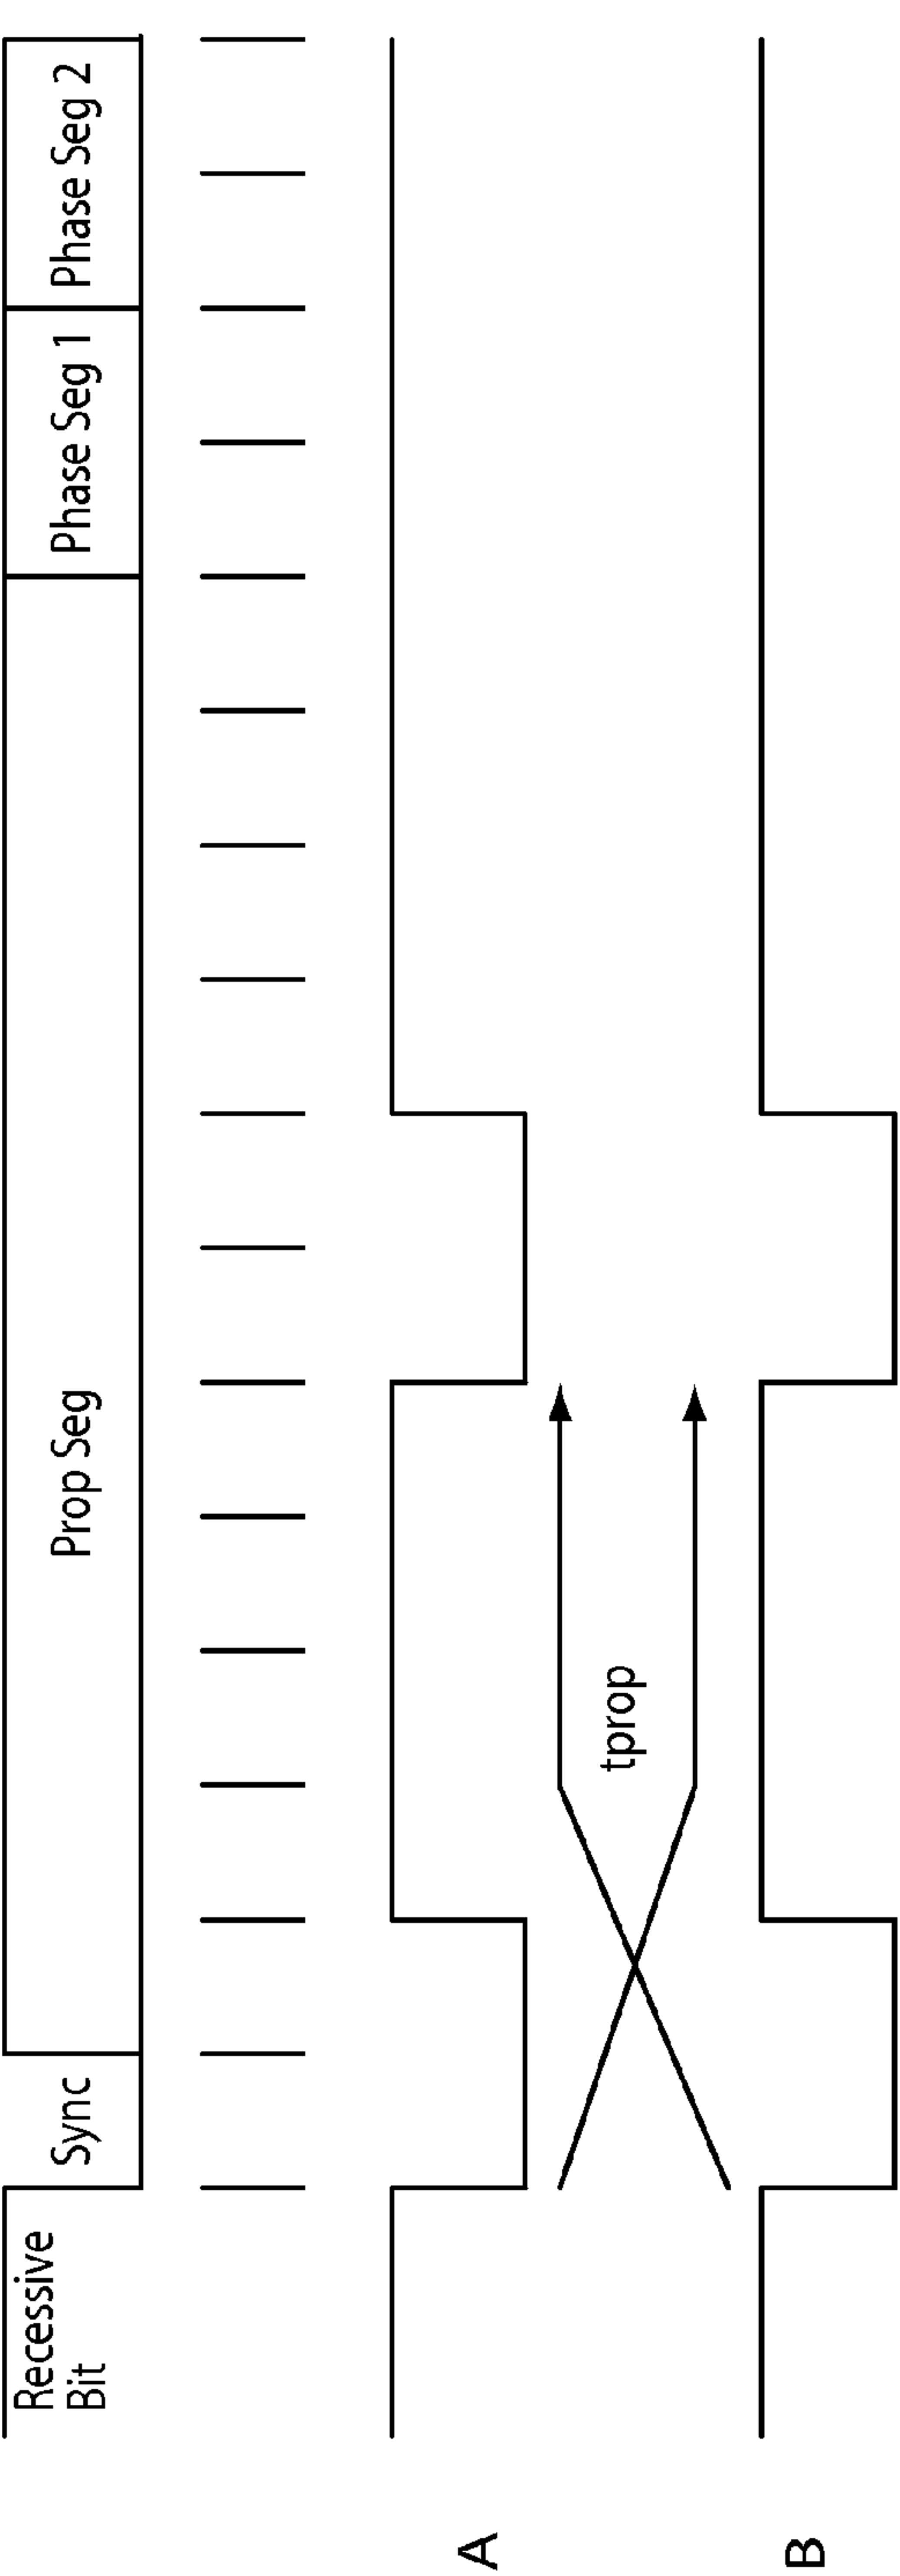 Recessive
Bit
Sync
Prop Seg
Phase Seg 1
Phase Seg 2
A
tprop
B